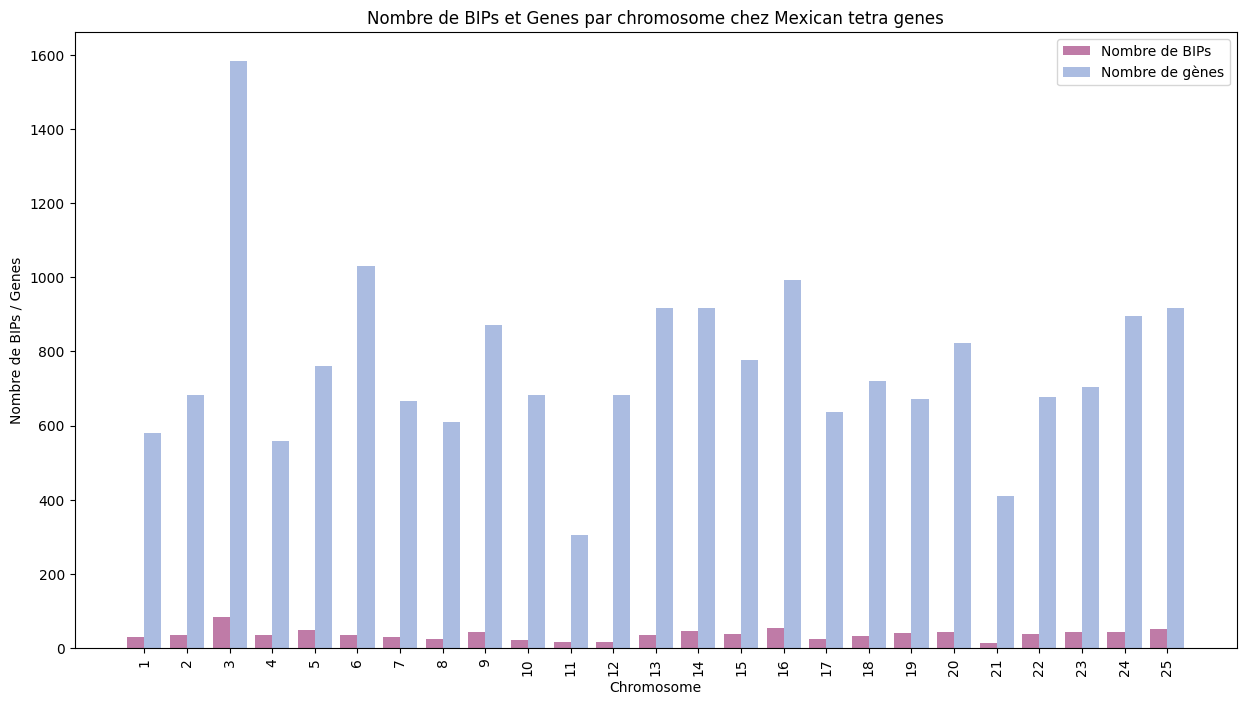 Nombre de BIPs et Genes par chromosome chez Mexican tetra genes
Nombre de BIPs
Nombre de gènes
Nombre de BIPs / Genes
1600
1400
1200
1000
800
600
400
200
0
1 2 3 4 5 6 7 8 9 10 11 12 13 14 15 16 17 18 19 20 21 22 23 24 25
Chromosome